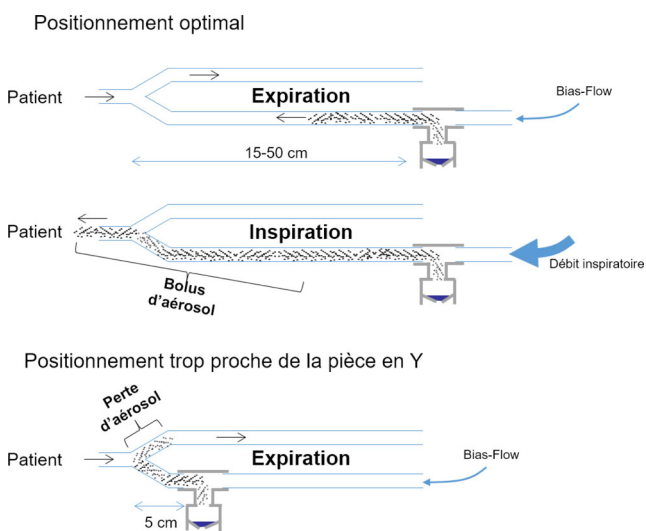 Positionnement optimal
Patient
Expiration
Bias-Flow
15-50 cm
Patient
Inspiration
Débit inspiratoire
Bolus
d’aérosol
Positionnement trop proche de la pièce en Y
Perte
d’aérosol
Patient
Expiration
Bias-Flow
5 cm